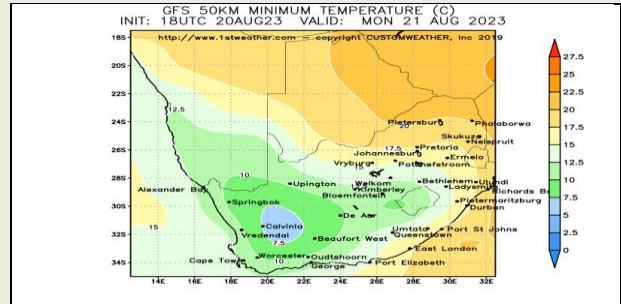 GFS 50KM MINIMUM TEMPERATURE (C)
INIT: 18UTC 20AUG23 VALID: MON 21 AUG 2023
http://www.1stweather.com – copyright CUSTOMWEATHER, Inc 2019
18S
20S
22S
24S
26S
28S
30S
32S
34S
14E 16E 18E 20E 22E 24E 26E 28E 30E 32E
27.5
25
22.5
20
17.5
15
12.5
10
7.5
5
2.5
0
12.5
Pietersburg
Phalaborwa
20
Skukuza
Nelspruit
17.5
Pretoria
Johannesburg
Ermelo
Vryburg
15
Potchefstroom
10
Upington
Welkom
Kimberley
Bethlehem
Ulundi
Ladysmith
Richards B
Alexander Bay
Bloemfontein
Springbok
Pietermaritzburg
Durban
De Aar
15
Calvinia
Vredendal
7.5
Beaufort West
Umtata
Queenstown
Port St Johns
East London
Cape Town
Worcester
10
Oudtshoorn
George
Port Elizabeth